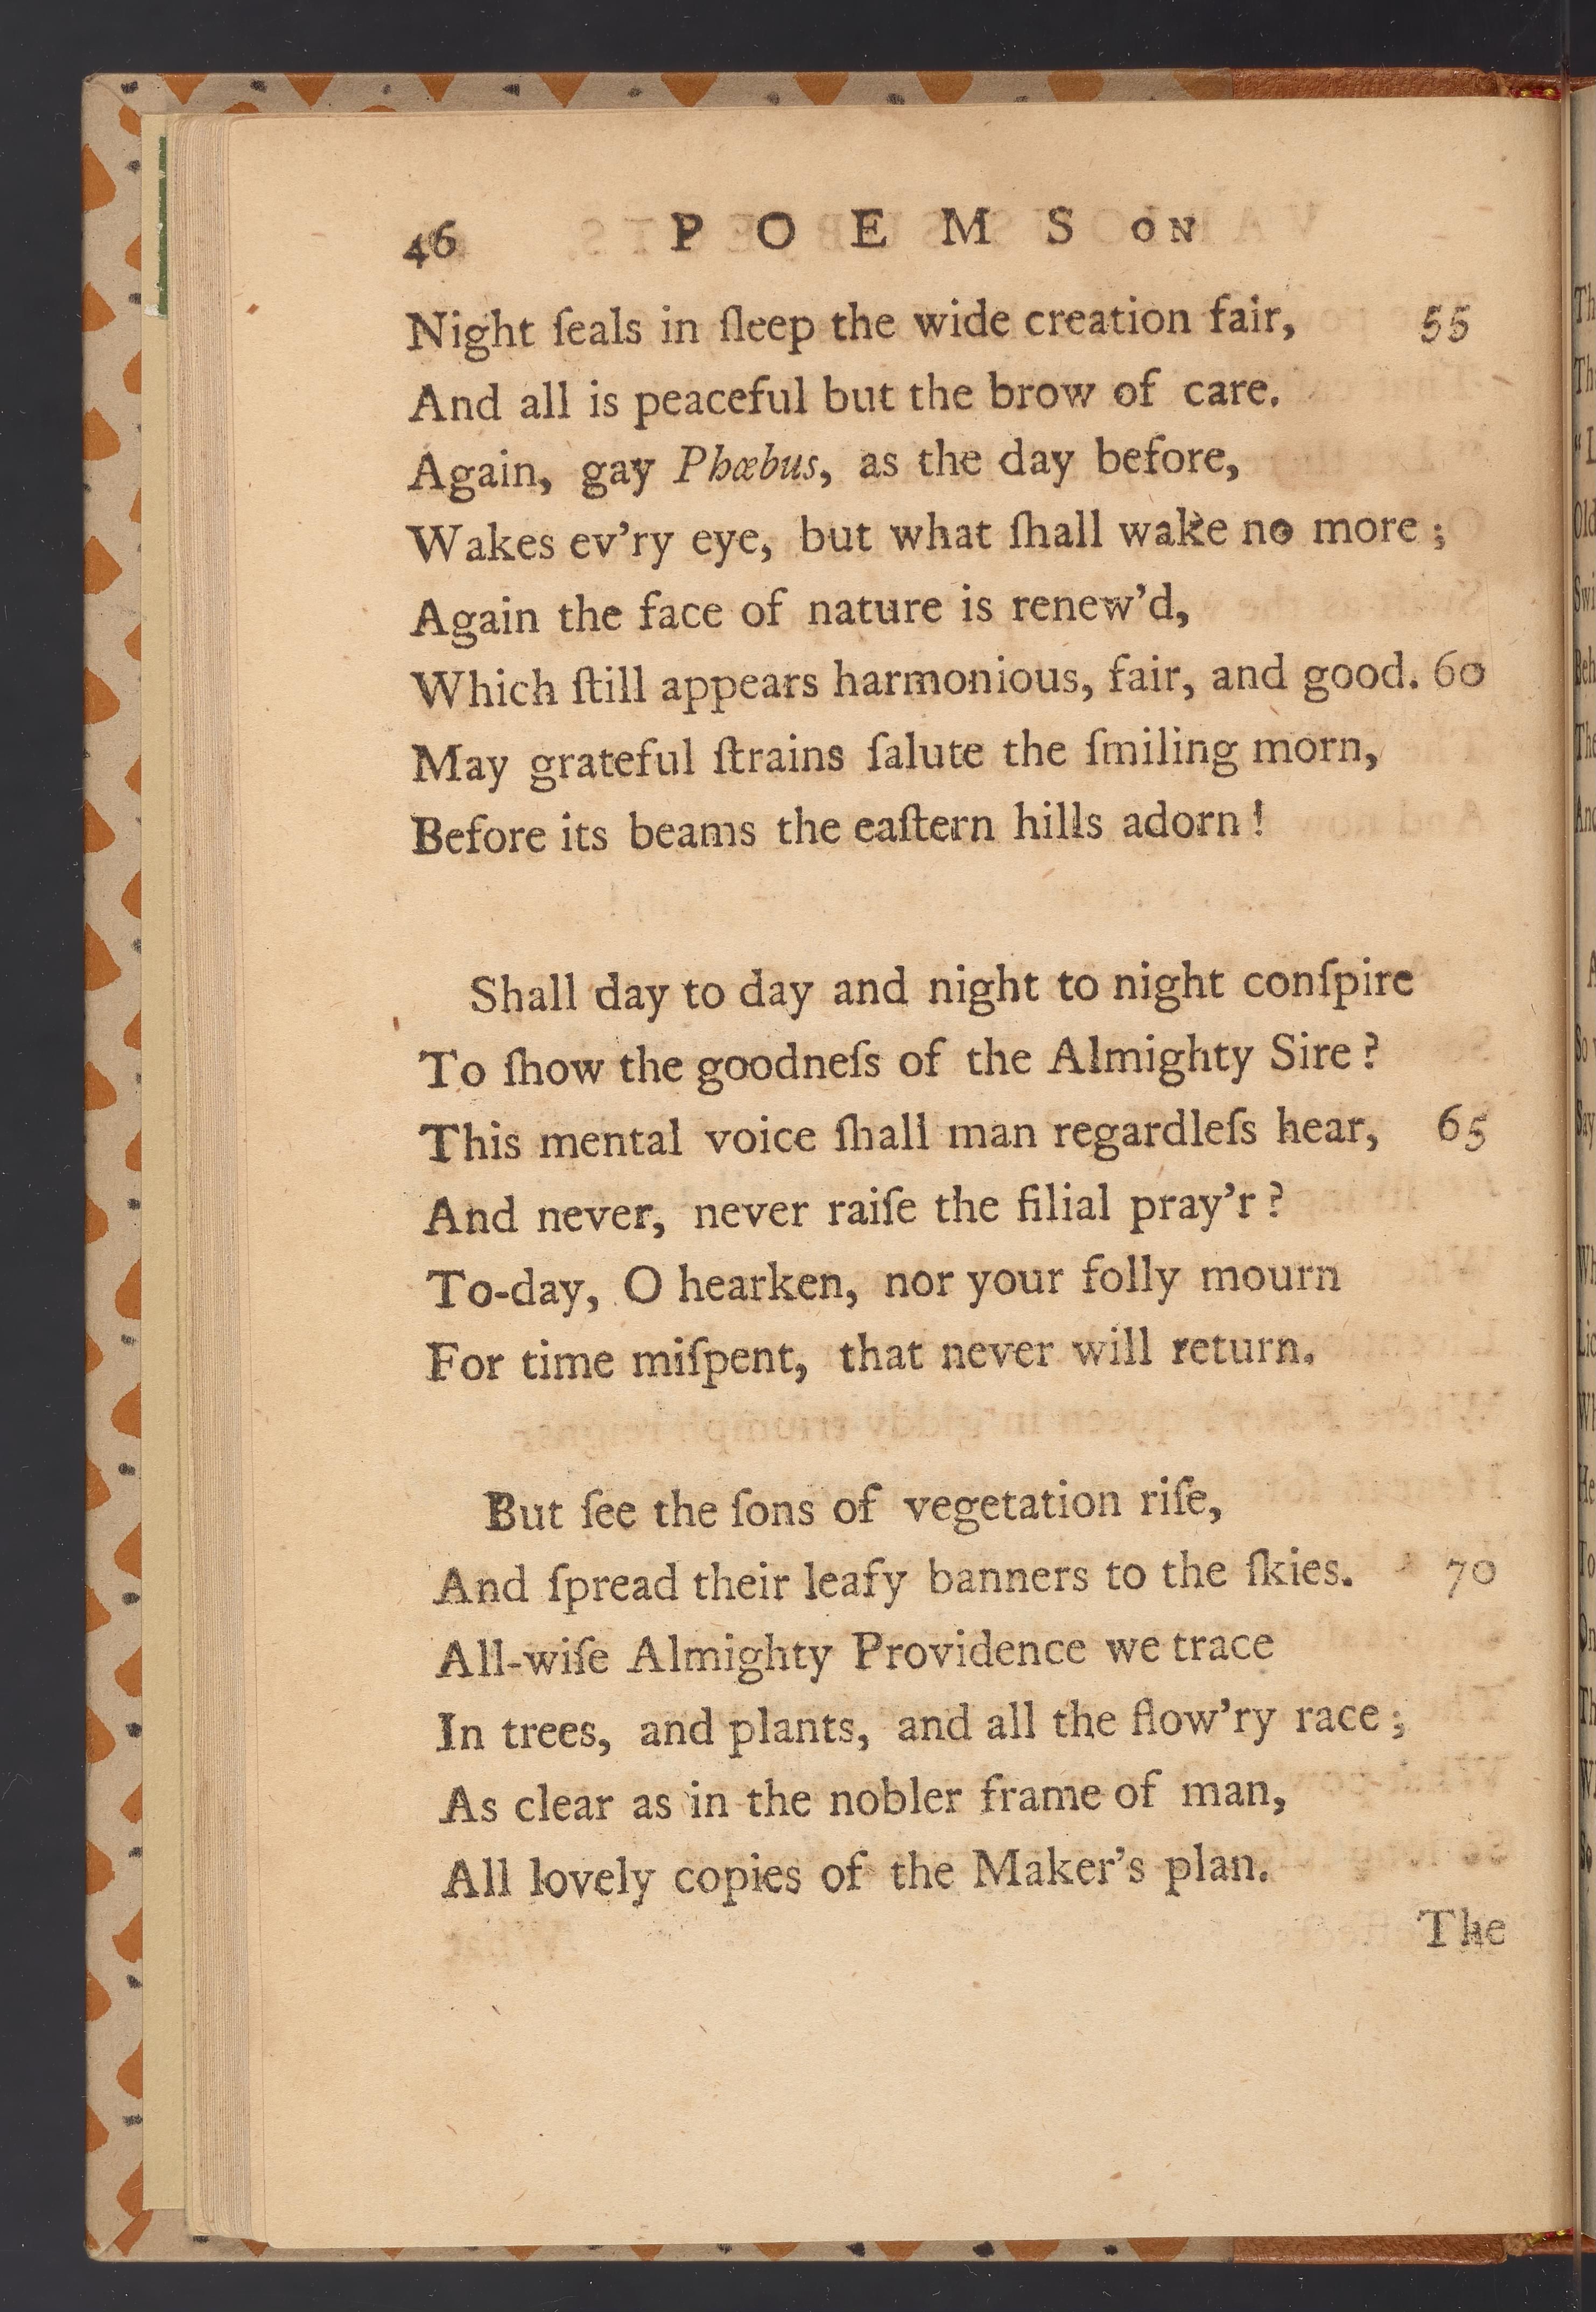 46 P O E M S ON
Night ſeals in ſleep the wide creation fair, 55
And all is peaceful but the brow of care.
Again, gay Phœbus, as the day before,
Wakes ev'ry eye, but what ſhall wake no more;
Again the face of nature is renew'd,
Which ſtill appears harmonious, fair, and good. 60
May grateful ſtrains ſalute the ſmiling morn,
Before its beams the eaſtern hills adorn!
Shall day to day and night to night conſpire
To ſhow the goodneſs of the Almighty Sire?
This mental voice ſhall man regardleſs hear, 65
And never, never raiſe the filial pray'r?
To-day, O hearken, nor your folly mourn
For time miſpent, that never will return.
But ſee the ſons of vegetation riſe,
And ſpread their leafy banners to the ſkies. 70
All-wiſe Almighty Providence we trace
In trees, and plants, and all the flow'ry race;
As clear as in the nobler frame of man,
All lovely copies of the Maker's plan.
The